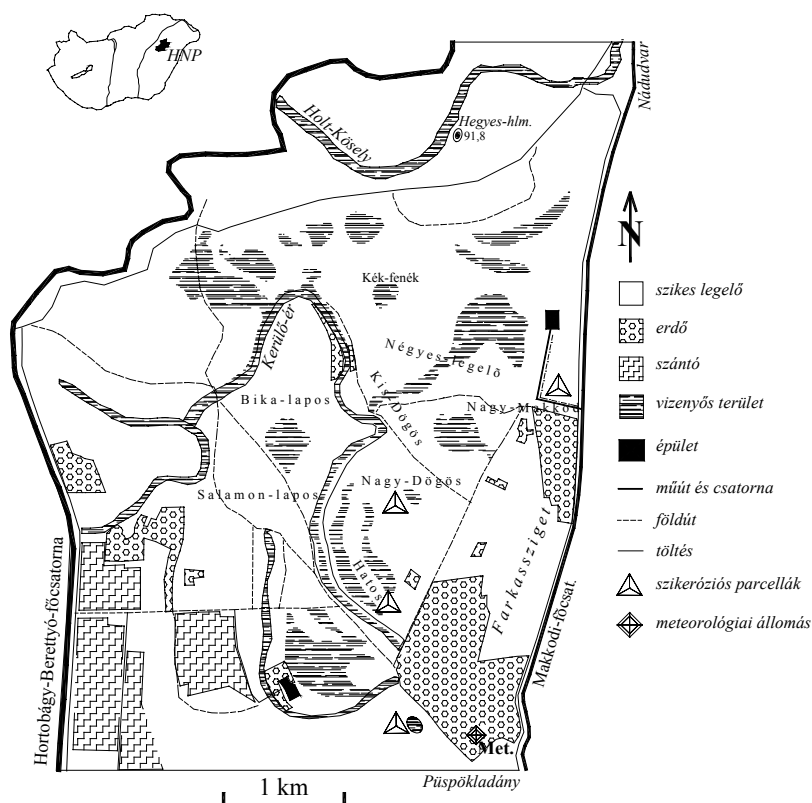 HNP
Nádudvar
Holt-Kösely
Hegyes-hlm.
91,8
N
Kék-fenék
szikes legelő
erdő
szántó
vizenyős terület
épület
műút és csatorna
földút
töltés
szikeróziós parcellák
meteorológiai állomás
Kerülő-ér
Négyes-legelő
Kis-Dögös
Bika-lapos
Nagy-Makkod
Nagy-Dögös
Salamon-lapos
Hatos
Farkassziget
Hortobágy-Berettyó-főcsatorna
Makkodi-főcsat.
Met.
Püspökladány
1 km